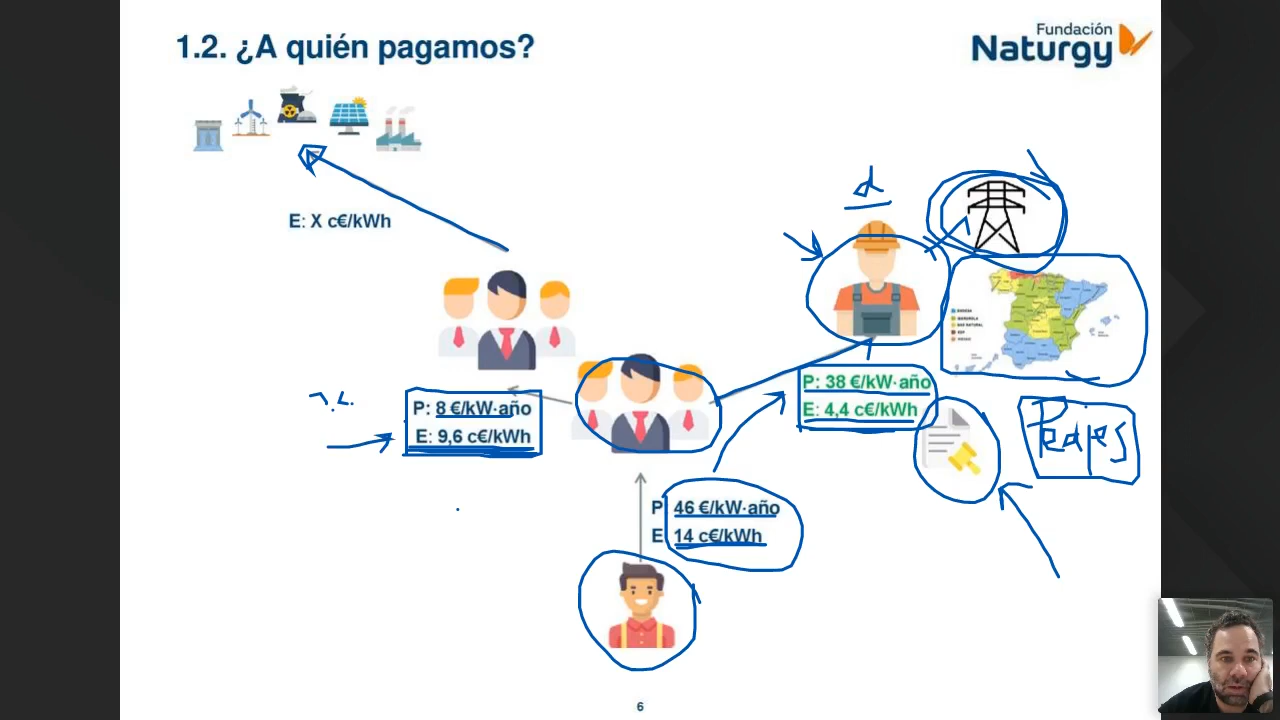 1.2. ¿A quién pagamos?
Fundación
Naturgy
E: X c€/kWh
d
P: 38 €/kW·año
E: 4,4 c€/kWh
P: 8 €/kW·año
E: 9,6 c€/kWh
Peajes
P: 46 €/kW·año
E: 14 c€/kWh
6